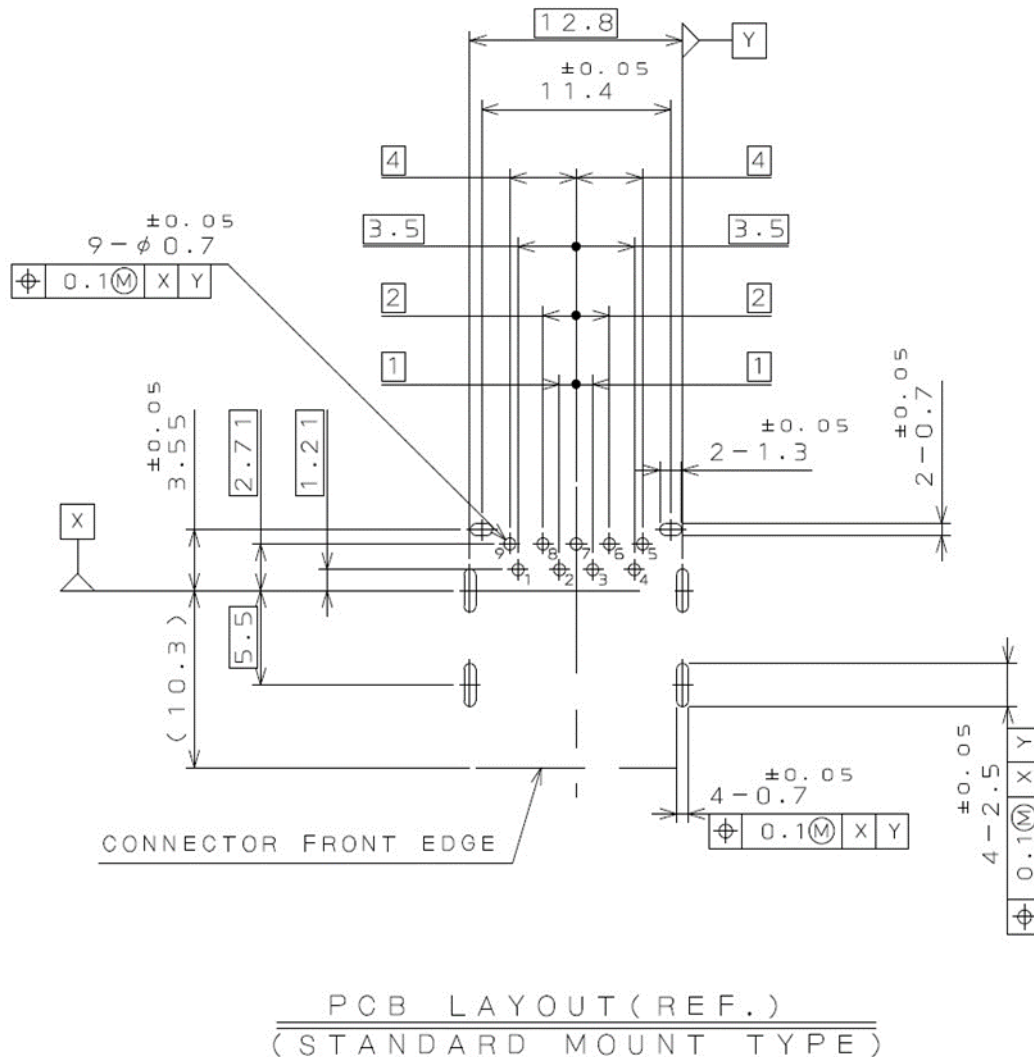 12.8
Y
±0.05
11.4
4 4
±0.05
9-φ0.7
3.5 3.5
⌖ 0.1Ⓜ X Y
2 2
1 1
±0.05
3.55
2.71
1.21
±0.05
2-1.3
±0.05
2-0.7
X
9 8 7 6 5
1 2 3 4
5.5
(10.3)
±0.05
4-0.7
⌖ 0.1Ⓜ X Y
±0.05
4-2.5
⌖ 0.1Ⓜ X Y
CONNECTOR FRONT EDGE
PCB LAYOUT(REF.)
(STANDARD MOUNT TYPE)